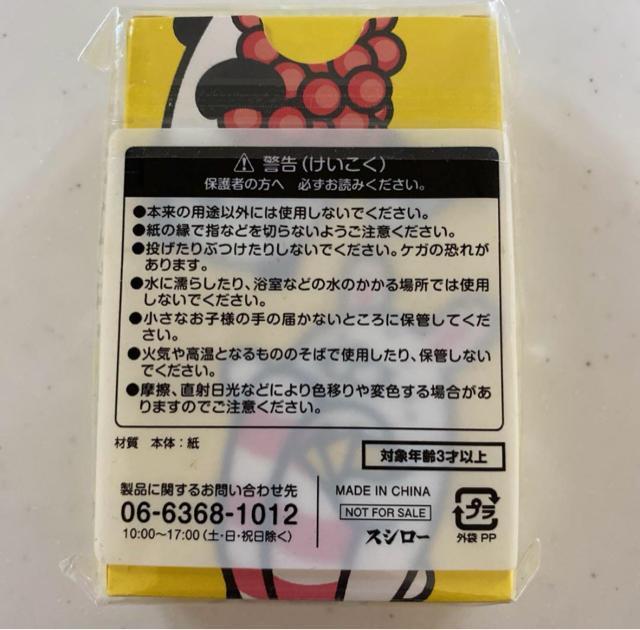 ⚠ 警告(けいこく)
保護者の方へ 必ずお読みください。
●本来の用途以外には使用しないでください。
●紙の縁で指などを切らないようご注意ください。
●投げたりぶつけたりしないでください。ケガの恐れが
あります。
●水に濡らしたり、浴室などの水のかかる場所では使用
しないでください。
●小さなお子様の手の届かないところに保管してくだ
さい。
●火気や高温となるもののそばで使用したり、保管しない
でください。
●摩擦、直射日光などにより色移りや変色する場合があ
りますのでご注意ください。
材質 本体:紙
対象年齢3才以上
製品に関するお問い合わせ先
06-6368-1012
10:00〜17:00(土・日・祝日除く)
MADE IN CHINA
NOT FOR SALE
スシロー
プラ
外袋 PP